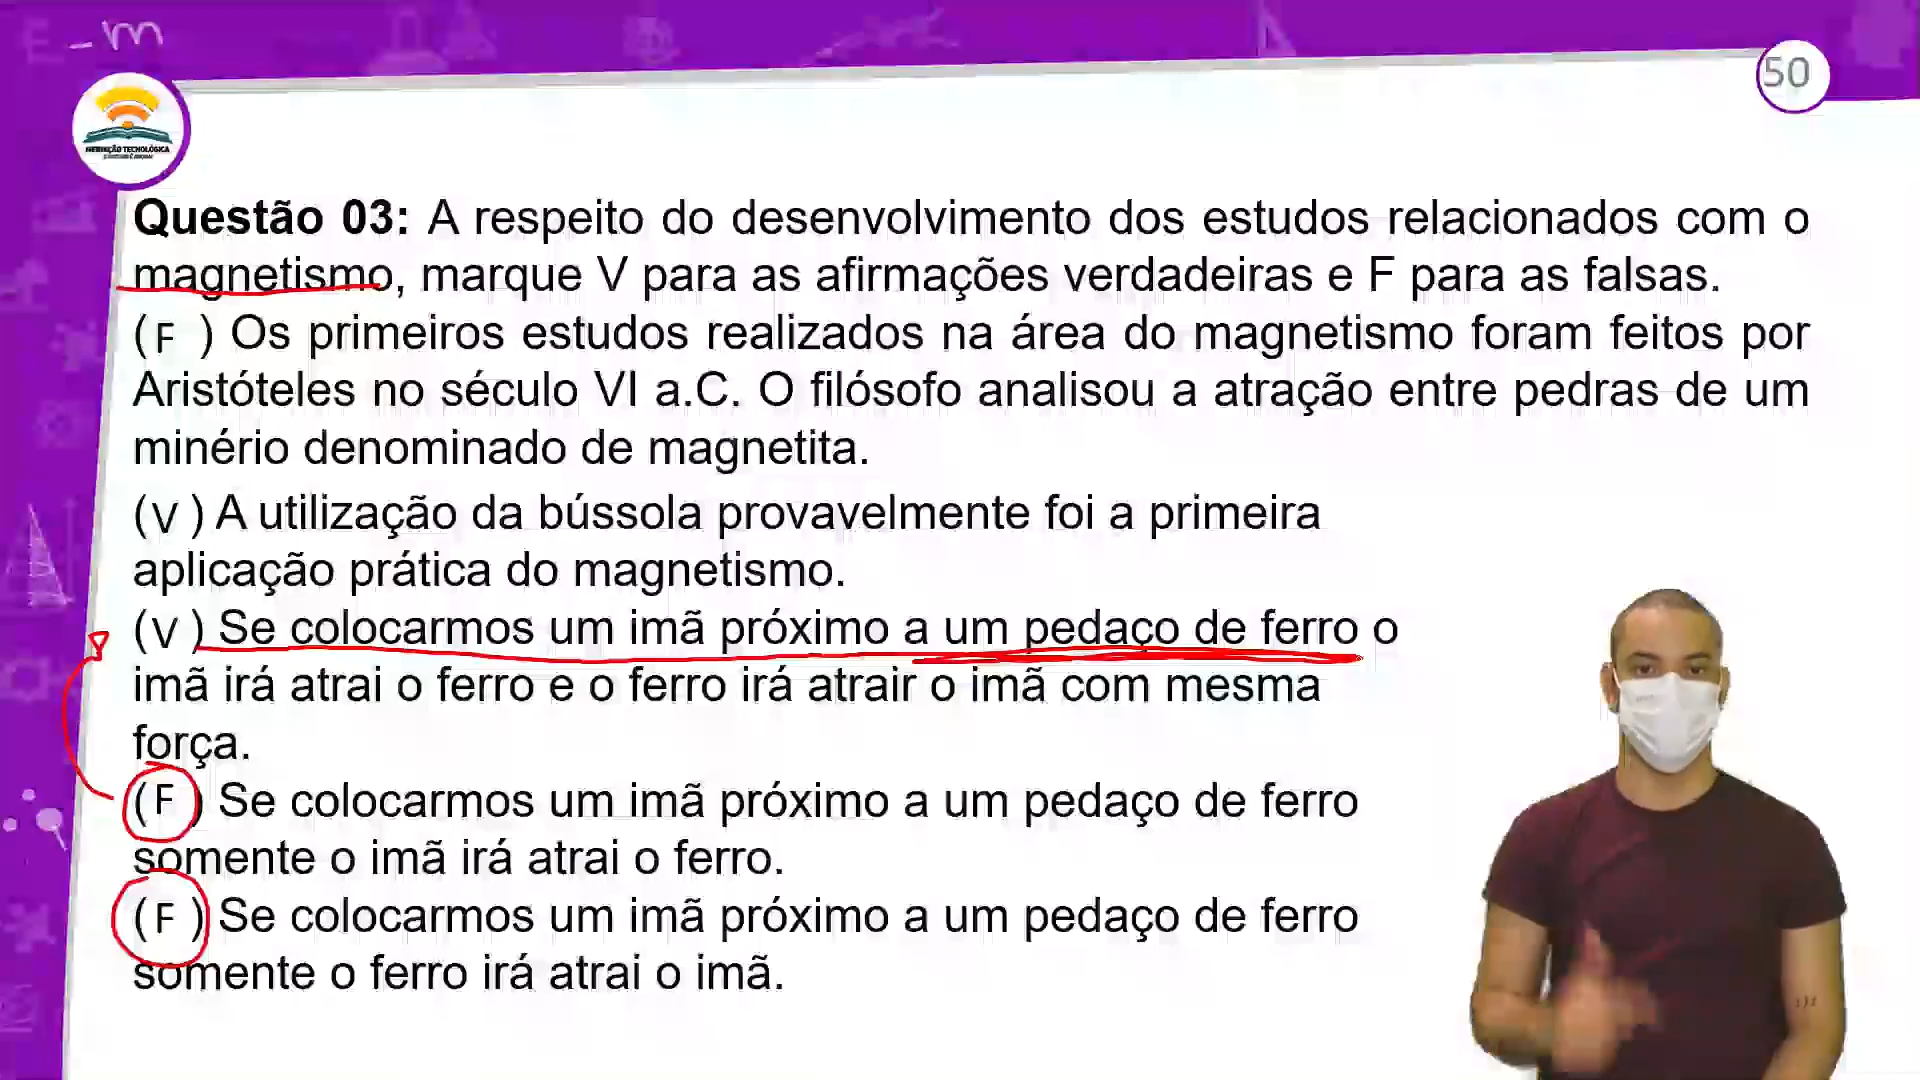 E - m
50
MEDIAÇÃO TECNOLÓGICA
Questão 03: A respeito do desenvolvimento dos estudos relacionados com o
magnetismo, marque V para as afirmações verdadeiras e F para as falsas.
( F ) Os primeiros estudos realizados na área do magnetismo foram feitos por
Aristóteles no século VI a.C. O filósofo analisou a atração entre pedras de um
minério denominado de magnetita.
( V ) A utilização da bússola provavelmente foi a primeira
aplicação prática do magnetismo.
( V ) Se colocarmos um imã próximo a um pedaço de ferro o
imã irá atrai o ferro e o ferro irá atrair o imã com mesma
força.
( F ) Se colocarmos um imã próximo a um pedaço de ferro
somente o imã irá atrai o ferro.
( F ) Se colocarmos um imã próximo a um pedaço de ferro
somente o ferro irá atrai o imã.